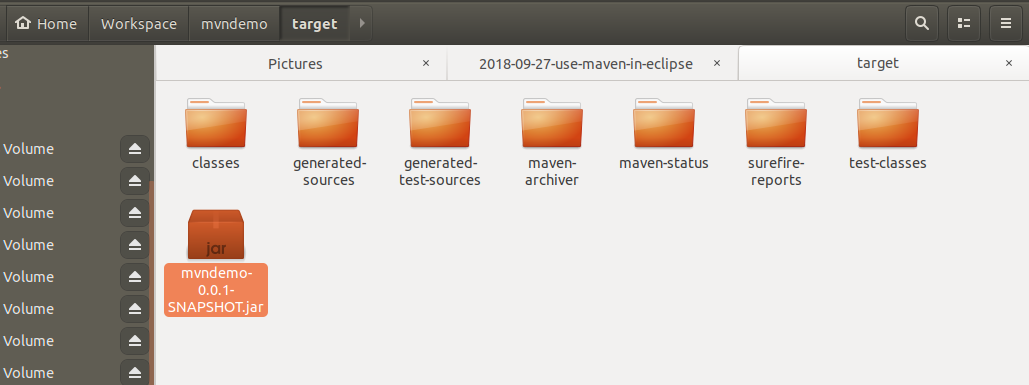 Home Workspace mvndemo target
es
Pictures × 2018-09-27-use-maven-in-eclipse × target ×
Volume
Volume
Volume
Volume
Volume
Volume
Volume
Volume
classes
generated-
sources
generated-
test-sources
maven-
archiver
maven-status
surefire-
reports
test-classes
jar
mvndemo-
0.0.1-
SNAPSHOT.jar